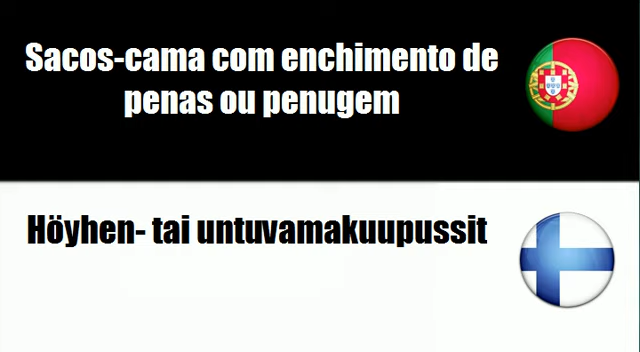 Sacos-cama com enchimento de
penas ou penugem
Höyhen- tai untuvamakuupussit